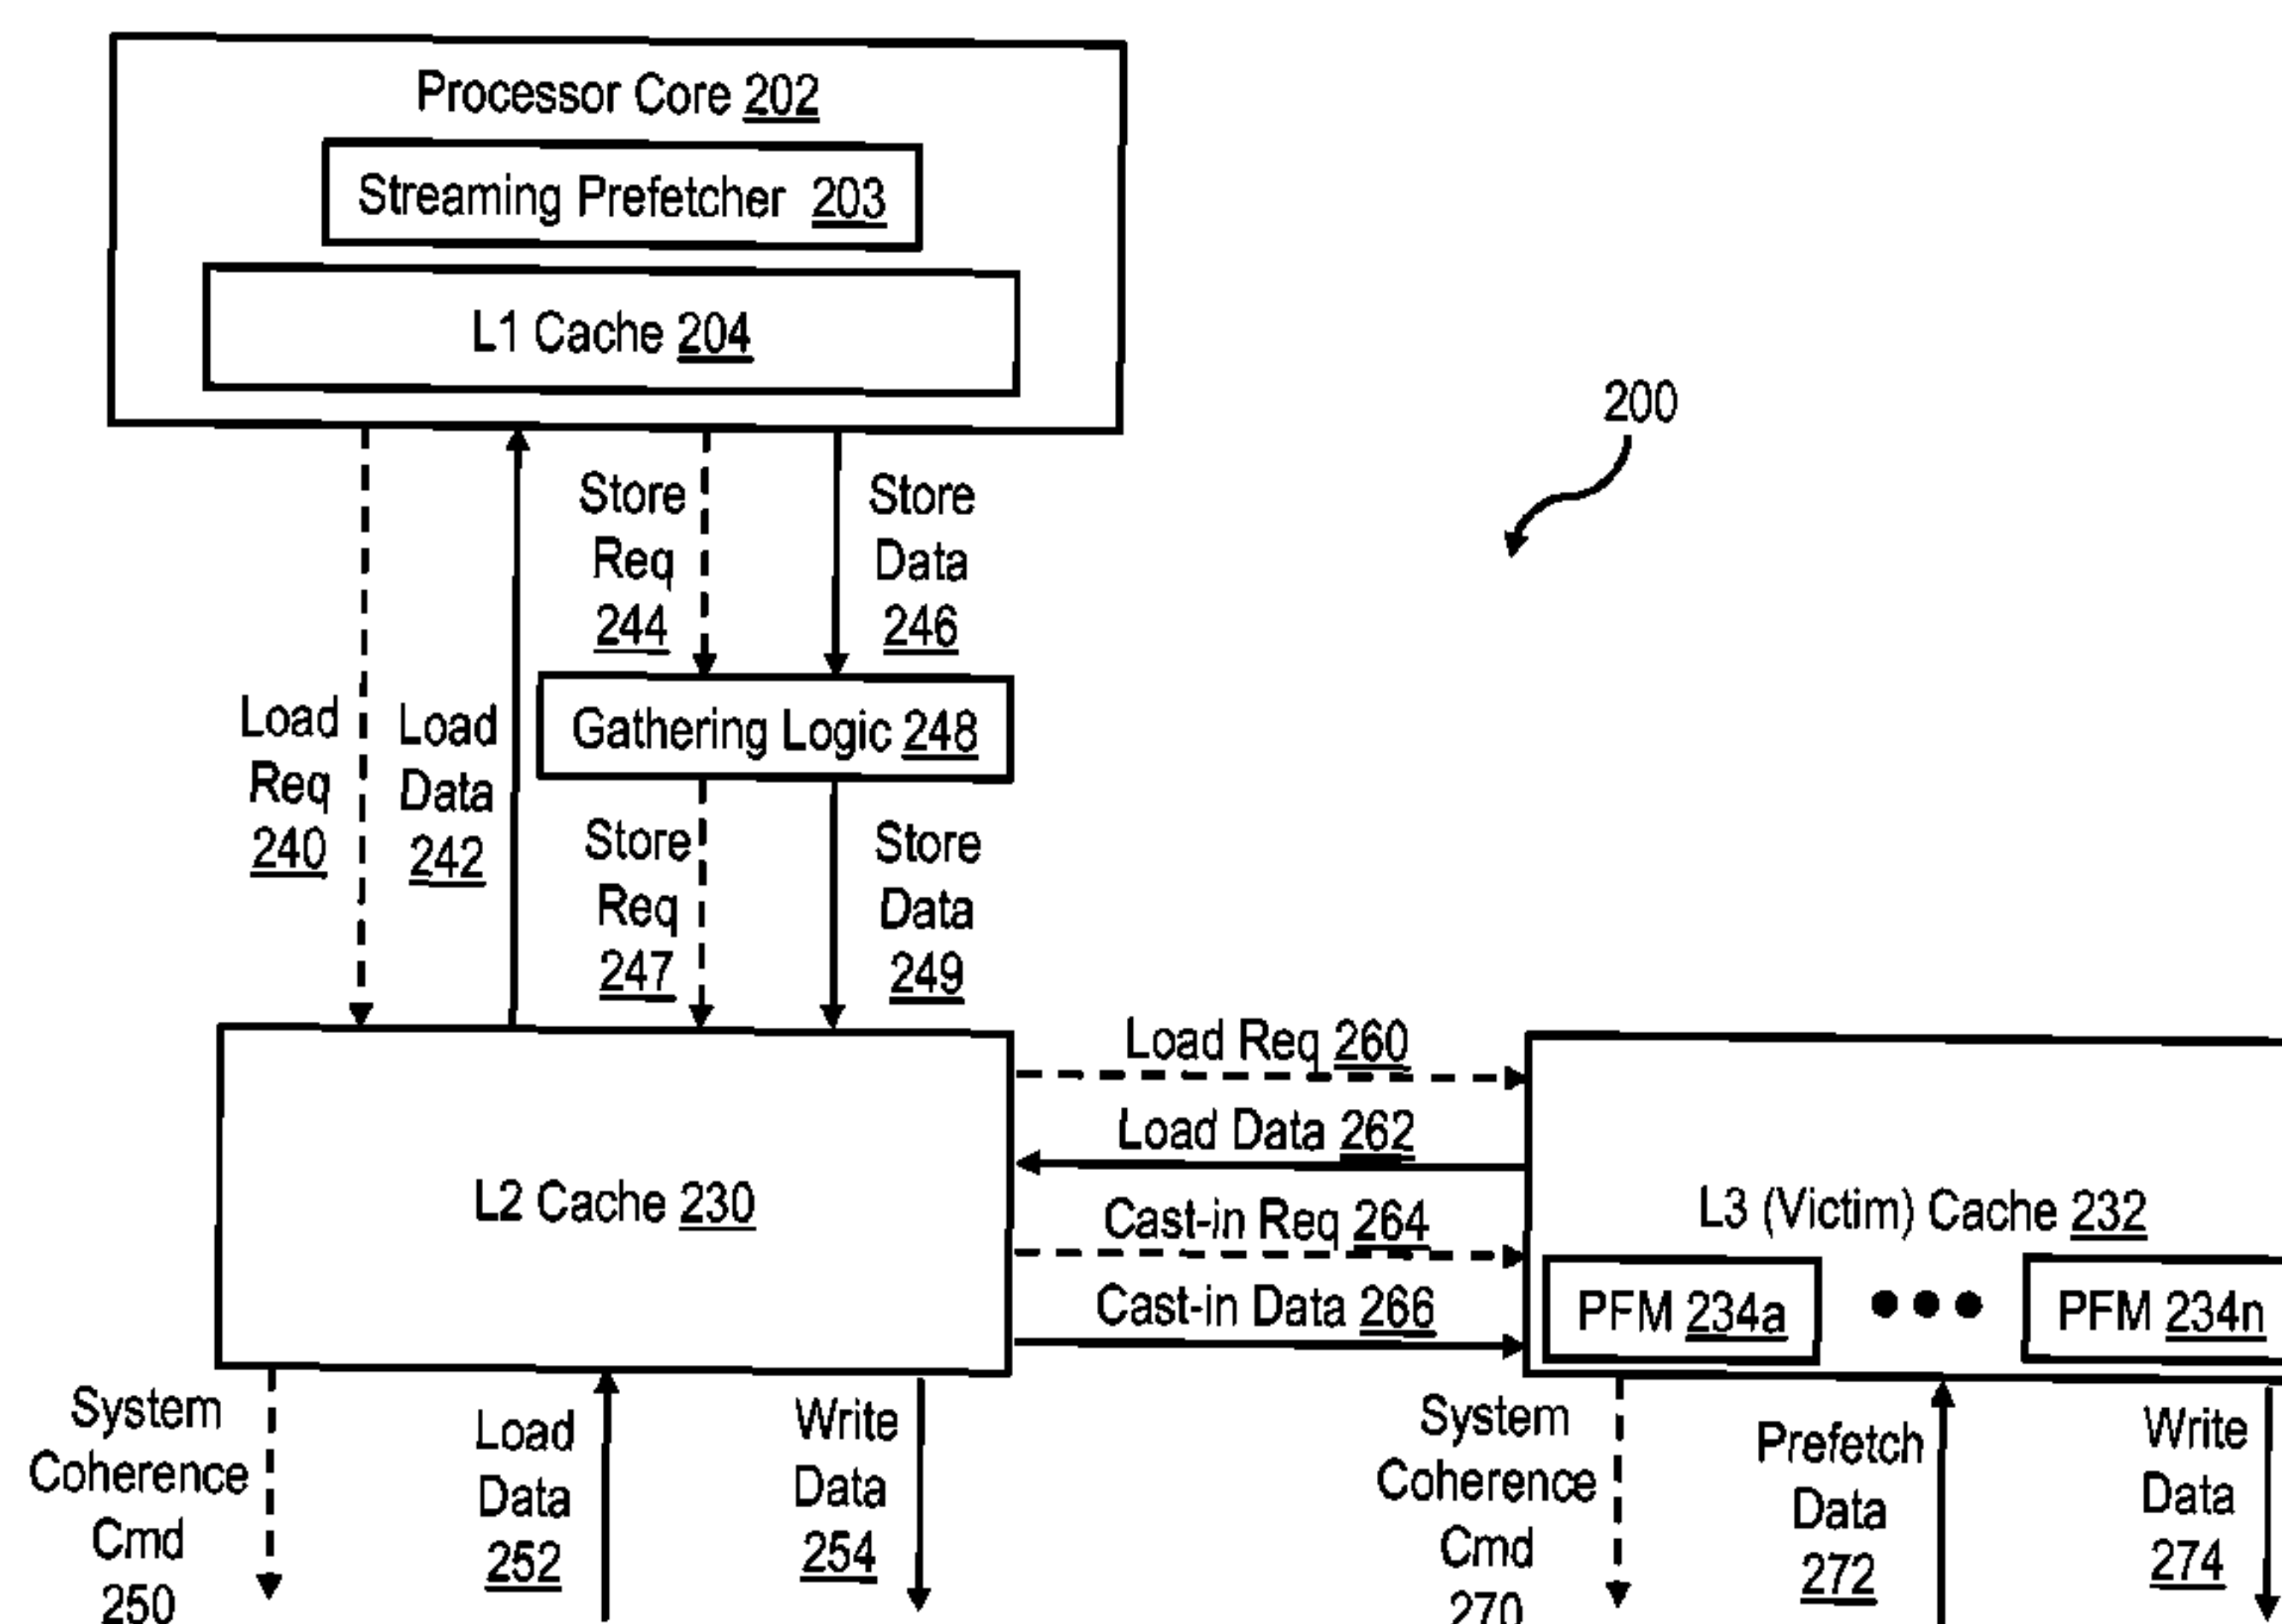 Processor Core 202
Streaming Prefetcher 203
L1 Cache 204
200
Store
Req
244
Store
Data
246
Load
Req
240
Load
Data
242
Gathering Logic 248
Store
Req
247
Store
Data
249
L2 Cache 230
Load Req 260
Load Data 262
Cast-in Req 264
Cast-in Data 266
L3 (Victim) Cache 232
PFM 234a
PFM 234n
System
Coherence
Cmd
250
Load
Data
252
Write
Data
254
System
Coherence
Cmd
270
Prefetch
Data
272
Write
Data
274